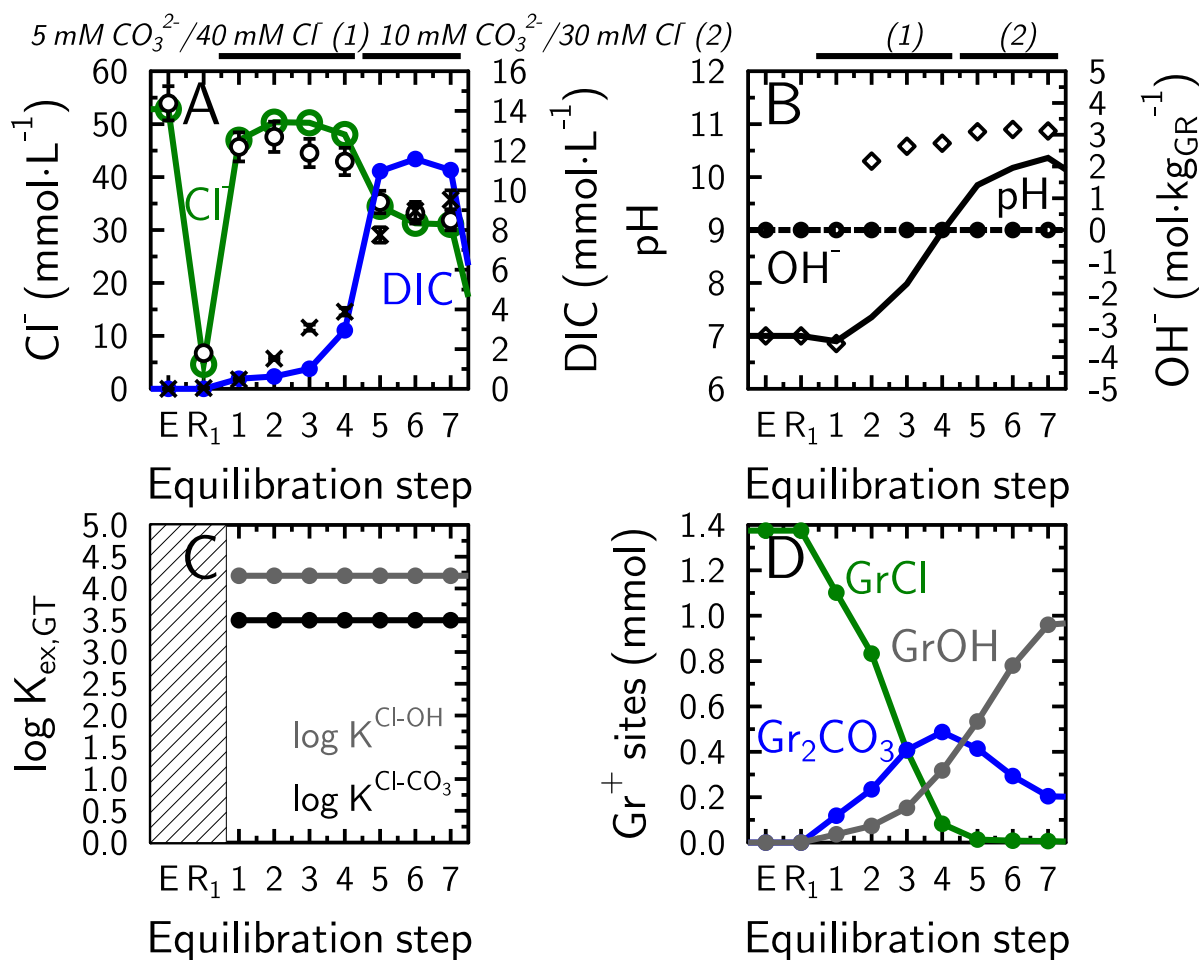 5 mM CO₃²⁻/40 mM Cl⁻ (1) 10 mM CO₃²⁻/30 mM Cl⁻ (2)
(1) (2)
A
60
50
40
30
20
10
0
Cl⁻ (mmol·L⁻¹)
16
14
12
10
8
6
4
2
0
DIC (mmol·L⁻¹)
Cl⁻
DIC
E R₁ 1 2 3 4 5 6 7
Equilibration step
B
12
11
10
9
8
7
6
pH
5
4
3
2
1
0
-1
-2
-3
-4
-5
OH⁻ (mol·kg_GR⁻¹)
pH
OH⁻
E R₁ 1 2 3 4 5 6 7
Equilibration step
C
5.0
4.5
4.0
3.5
3.0
2.5
2.0
1.5
1.0
0.5
0.0
log K_ex,GT
log K^Cl-OH
log K^Cl-CO₃
E R₁ 1 2 3 4 5 6 7
Equilibration step
D
1.4
1.2
1.0
0.8
0.6
0.4
0.2
0.0
Gr⁺ sites (mmol)
GrCl
GrOH
Gr₂CO₃
E R₁ 1 2 3 4 5 6 7
Equilibration step